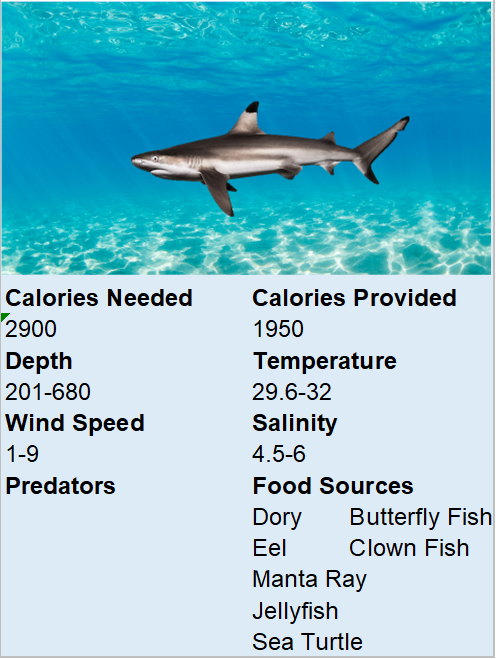 Calories Needed Calories Provided
2900 1950
Depth Temperature
201-680 29.6-32
Wind Speed Salinity
1-9 4.5-6
Predators Food Sources
Dory Butterfly Fish
Eel Clown Fish
Manta Ray
Jellyfish
Sea Turtle